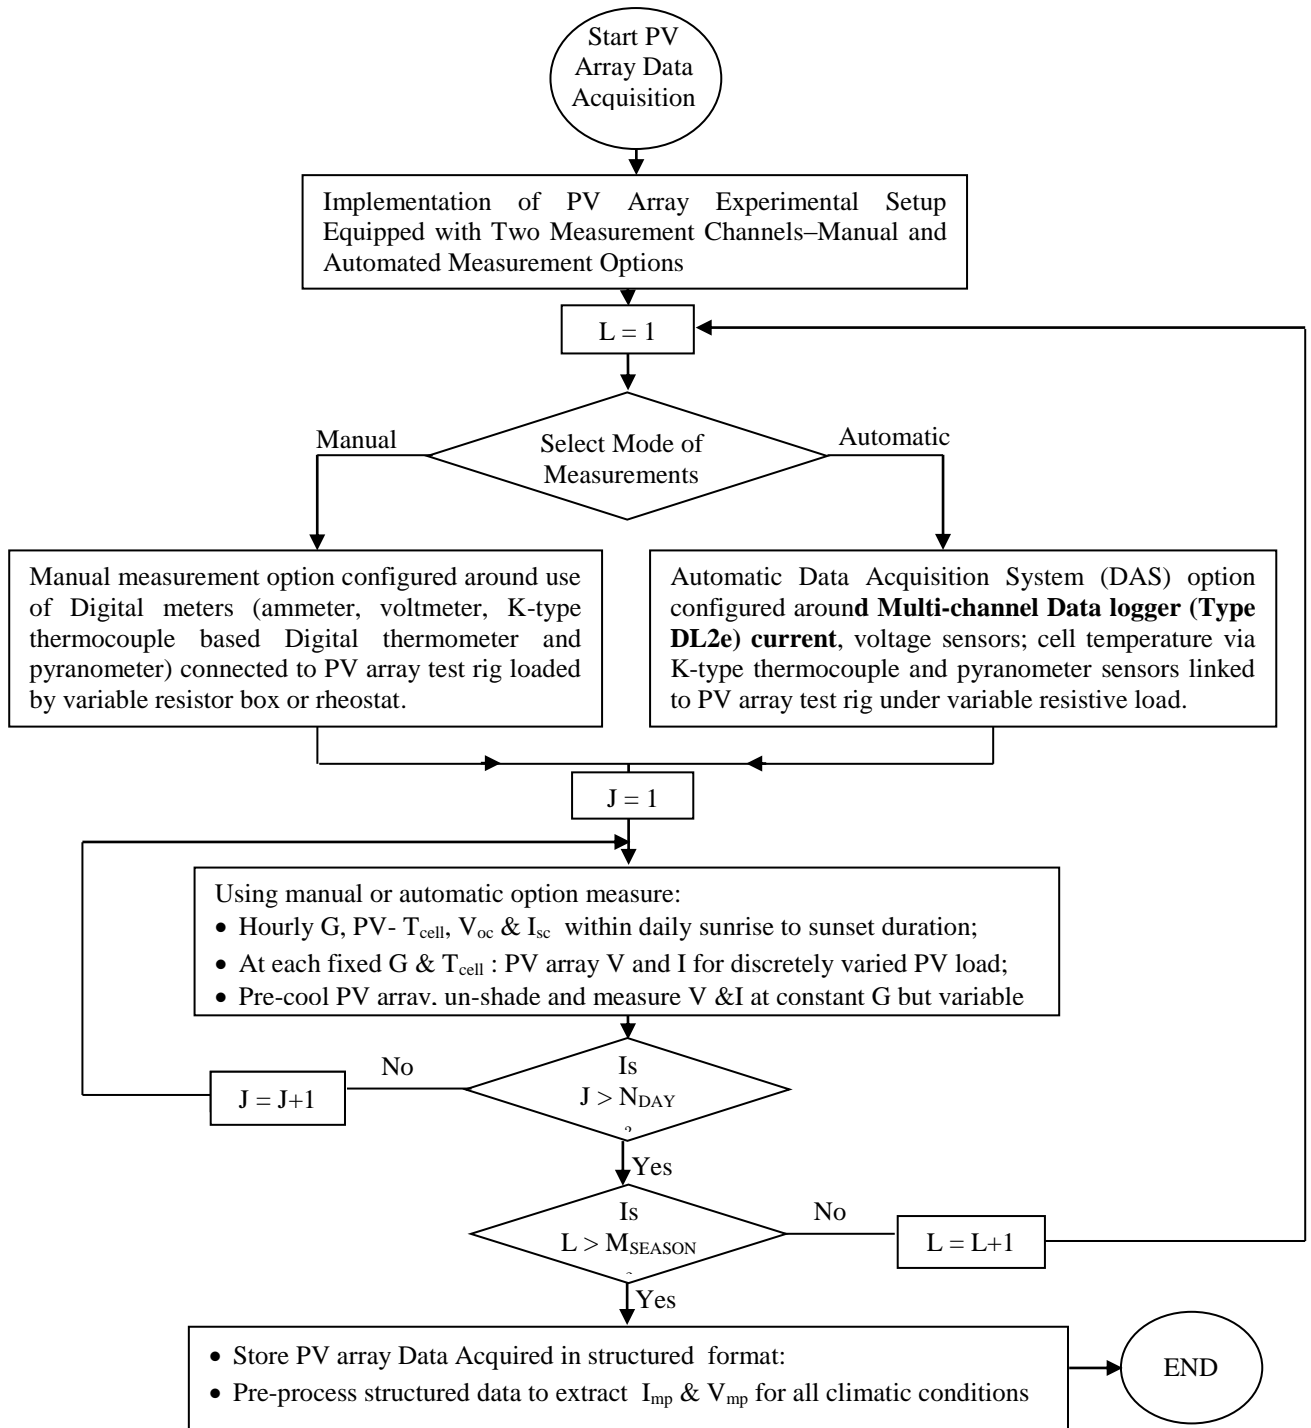 Start PV
Array Data
Acquisition
Implementation of PV Array Experimental Setup
Equipped with Two Measurement Channels–Manual and
Automated Measurement Options
L = 1
Select Mode of
Measurements
Manual
Automatic
Manual measurement option configured around use
of Digital meters (ammeter, voltmeter, K-type
thermocouple based Digital thermometer and
pyranometer) connected to PV array test rig loaded
by variable resistor box or rheostat.
Automatic Data Acquisition System (DAS) option
configured around Multi-channel Data logger (Type
DL2e) current, voltage sensors; cell temperature via
K-type thermocouple and pyranometer sensors linked
to PV array test rig under variable resistive load.
J = 1
Using manual or automatic option measure:
• Hourly G, PV- Tcell, Voc & Isc within daily sunrise to sunset duration;
• At each fixed G & Tcell : PV array V and I for discretely varied PV load;
• Pre-cool PV array, un-shade and measure V &I at constant G but variable
Is
J > NDAY
?
No
J = J+1
Yes
Is
L > MSEASON
No
L = L+1
Yes
• Store PV array Data Acquired in structured format:
• Pre-process structured data to extract Imp & Vmp for all climatic conditions
END